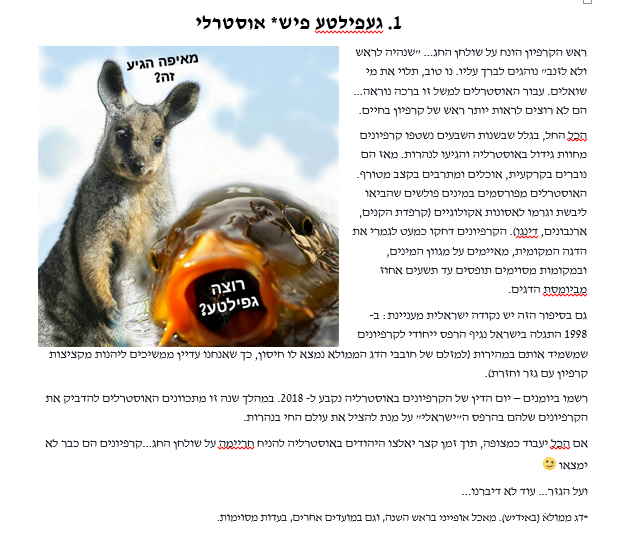 1. געפילטע פיש* אוסטרלי
ראש הקרפיון הונח על שולחן החג... "שנהיה לראש
ולא לזנב" נוהגים לברך עליו. נו טוב, תלוי את מי
שואלים. עבור האוסטרלים למשל זו ברכה נוראה...
הם לא רוצים לראות יותר ראש של קרפיון בחיים.
הכל החל, בגלל שבשנות השבעים נשטפו קרפיונים
מחוות גידול באוסטרליה והגיעו לנהרות. מאז הם
נוברים בקרקעית, אוכלים ומתרבים בקצב מטורף.
האוסטרלים מפורסמים במינים פולשים שהביאו
ליבשת וגרמו לאסונות אקולוגיים (קרפדת הקנים,
ארנבונים, דינגו). הקרפיונים דחקו כמעט לגמרי את
הדגה המקומית, מאיימים על מגוון המינים,
ובמקומות מסוימים תופסים עד תשעים אחוז
מביומסת הדגים.
גם בסיפור הזה יש נקודה ישראלית מעניינת: ב-
1998 התגלה בישראל נגיף הרפס ייחודי לקרפיונים
שמשמיד אותם במהירות (למזלם של חובבי הדג הממולא נמצא לו חיסון, כך שאנחנו עדיין ממשיכים ליהנות מקציצות
קרפיון עם גזר וחזרת).
רשמו ביומנים – יום הדין של הקרפיונים באוסטרליה נקבע ל- 2018. במהלך שנה זו מתכוונים האוסטרלים להדביק את
הקרפיונים שלהם בהרפס ה"ישראלי" על מנת להציל את עולם החי בנהרות.
אם הכל יעבוד כמצופה, תוך זמן קצר יאלצו היהודים באוסטרליה להניח חריימה על שולחן החג...קרפיונים הם כבר לא
ימצאו 😉
ועל הגזר... עוד לא דיברנו...
*דג ממולא (באידיש). מאכל אופייני בראש השנה, וגם במועדים אחרים, בעדות מסוימות.
מאיפה הגיע
זה?
רוצה
גפילטע?